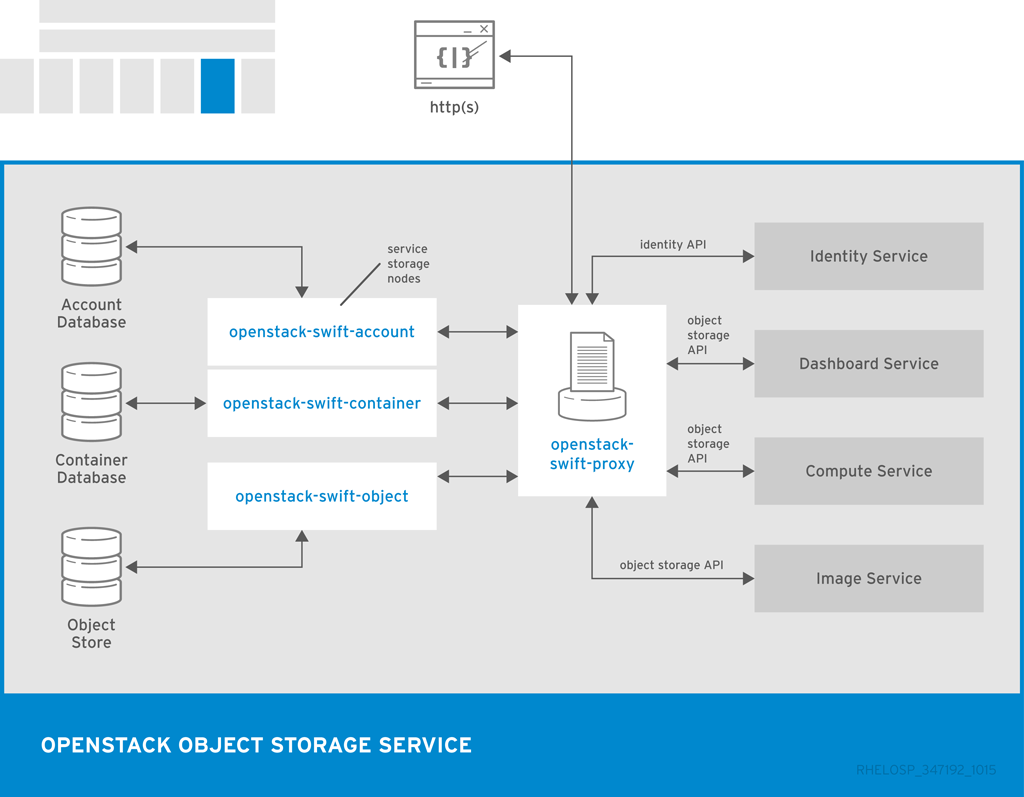 {|}
http(s)
Account
Database
service
storage
nodes
openstack-swift-account
identity API
Identity Service
object
storage
API
Dashboard Service
Container
Database
openstack-swift-container
openstack-
swift-proxy
object
storage
API
Compute Service
openstack-swift-object
Object
Store
object storage API
Image Service
OPENSTACK OBJECT STORAGE SERVICE
RHELOSP_347192_1015